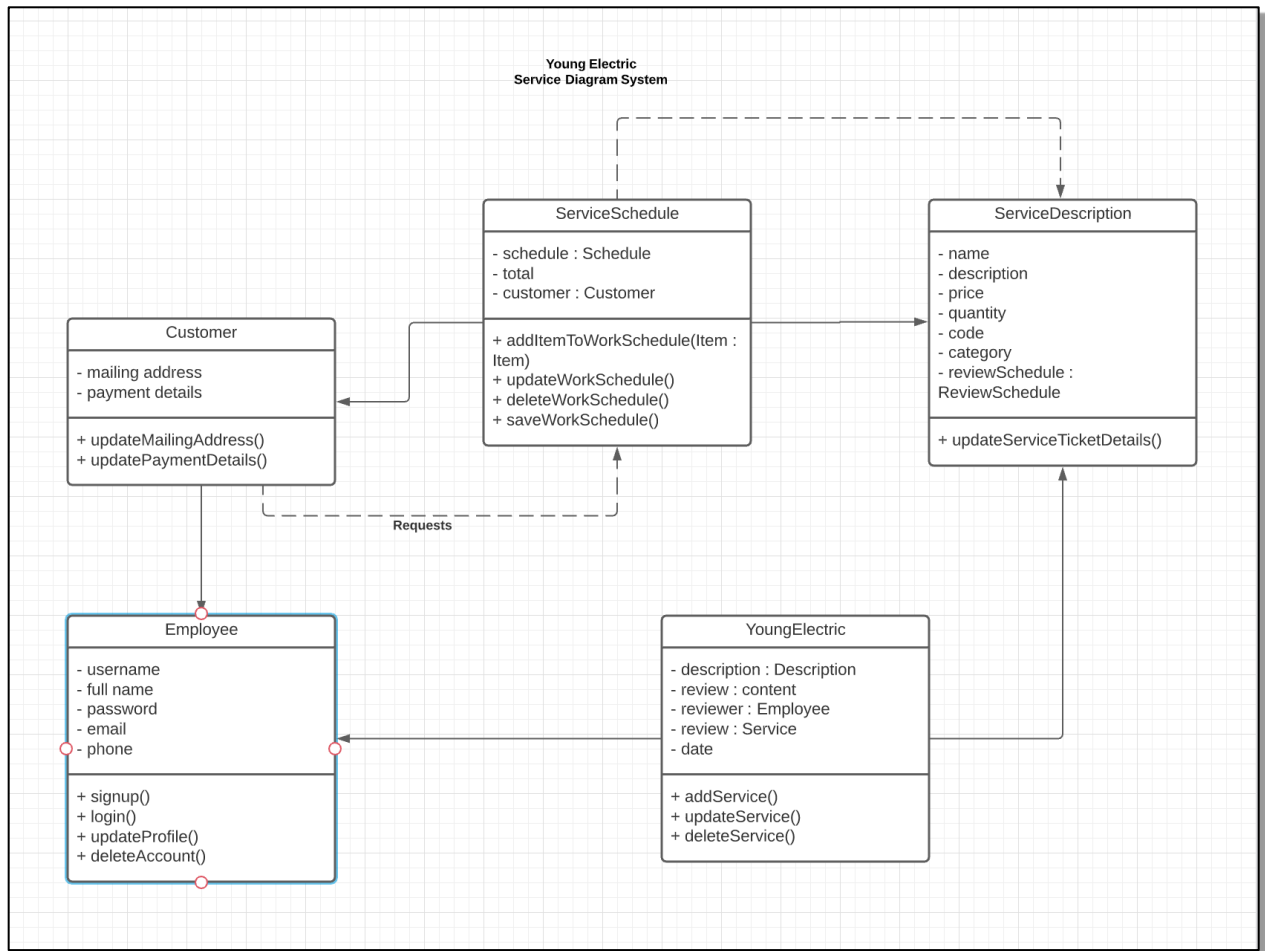 Young Electric
Service Diagram System
ServiceSchedule
- schedule : Schedule
- total
- customer : Customer
+ addItemToWorkSchedule(Item :
Item)
+ updateWorkSchedule()
+ deleteWorkSchedule()
+ saveWorkSchedule()
ServiceDescription
- name
- description
- price
- quantity
- code
- category
- reviewSchedule :
ReviewSchedule
+ updateServiceTicketDetails()
Customer
- mailing address
- payment details
+ updateMailingAddress()
+ updatePaymentDetails()
Requests
Employee
- username
- full name
- password
- email
- phone
+ signup()
+ login()
+ updateProfile()
+ deleteAccount()
YoungElectric
- description : Description
- review : content
- reviewer : Employee
- review : Service
- date
+ addService()
+ updateService()
+ deleteService()